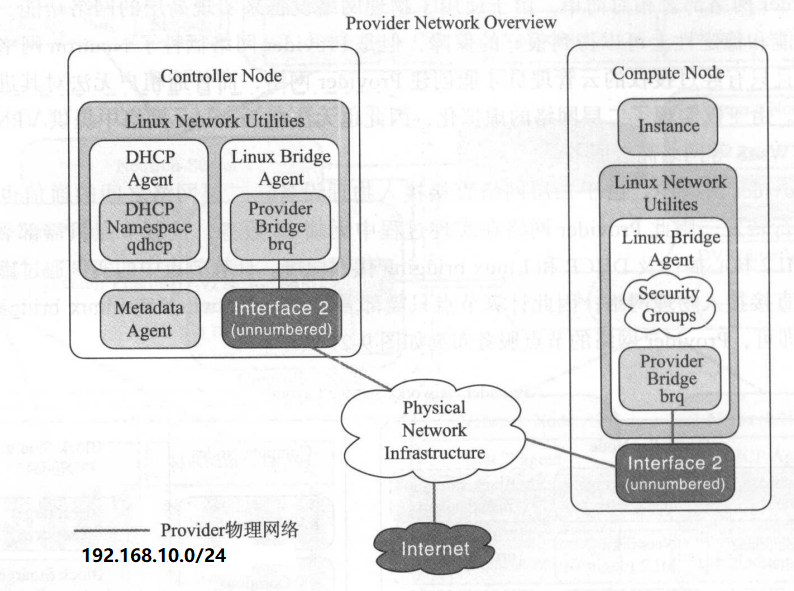 Provider Network Overview
Controller Node
Linux Network Utilities
DHCP
Agent
DHCP
Namespace
qdhcp
Linux Bridge
Agent
Provider
Bridge
brq
Metadata
Agent
Interface 2
(unnumbered)
Compute Node
Instance
Linux Network
Utilites
Linux Bridge
Agent
Security
Groups
Provider
Bridge
brq
Interface 2
(unnumbered)
Physical
Network
Infrastructure
Internet
Provider物理网络
192.168.10.0/24